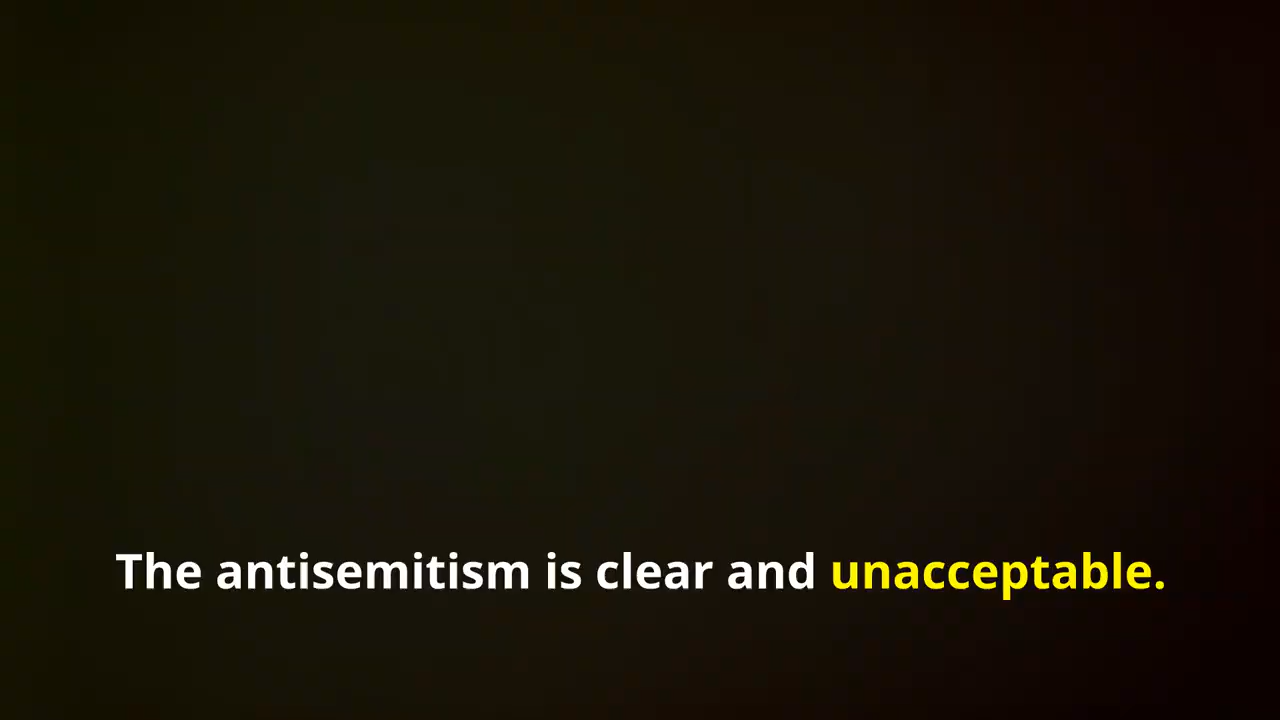 The antisemitism is clear and unacceptable.